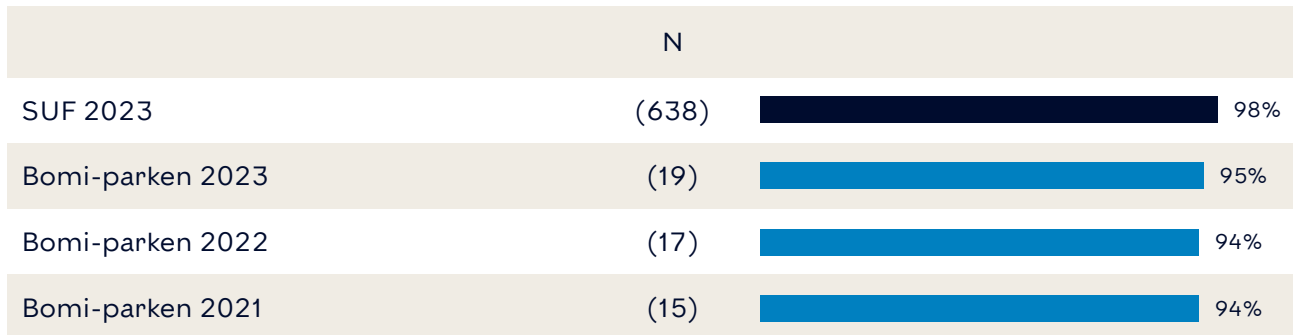 N
SUF 2023 (638) 98%
Bomi-parken 2023 (19) 95%
Bomi-parken 2022 (17) 94%
Bomi-parken 2021 (15) 94%